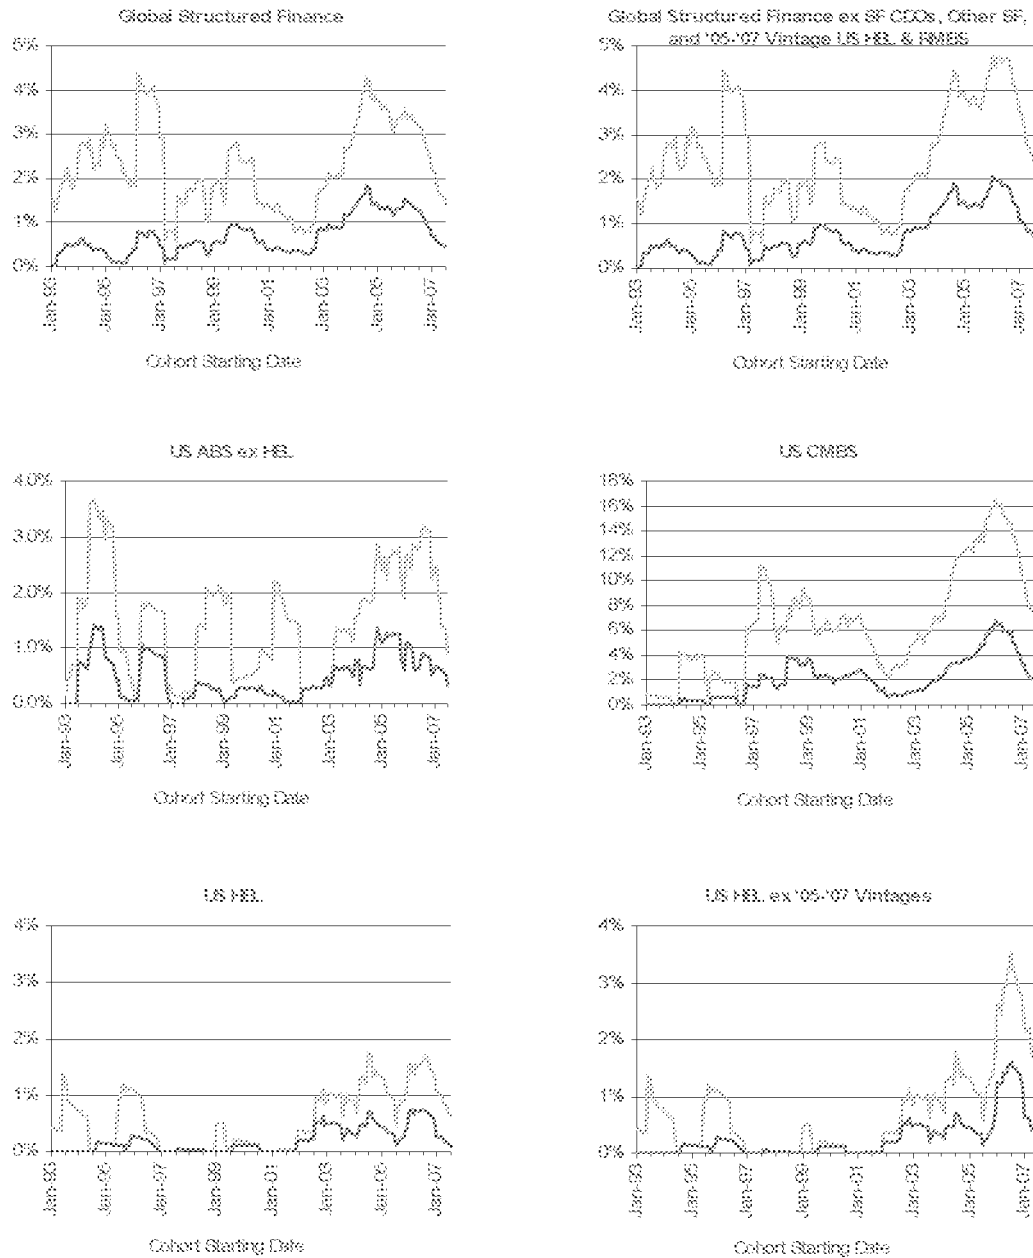 Global Structured Finance
5%
4%
3%
2%
1%
0%
Jan-93
Jan-95
Jan-97
Jan-99
Jan-01
Jan-03
Jan-05
Jan-07
Cohort Starting Date
Global Structured Finance ex SF CDOs, Other SF,
and '05-'07 Vintage US HEL & RMBS
5%
4%
3%
2%
1%
0%
Jan-93
Jan-95
Jan-97
Jan-99
Jan-01
Jan-03
Jan-05
Jan-07
Cohort Starting Date
US ABS ex HEL
4.0%
3.0%
2.0%
1.0%
0.0%
Jan-93
Jan-95
Jan-97
Jan-99
Jan-01
Jan-03
Jan-05
Jan-07
Cohort Starting Date
US CMBS
18%
16%
14%
12%
10%
8%
6%
4%
2%
0%
Jan-93
Jan-95
Jan-97
Jan-99
Jan-01
Jan-03
Jan-05
Jan-07
Cohort Starting Date
US HEL
4%
3%
2%
1%
0%
Jan-93
Jan-95
Jan-97
Jan-99
Jan-01
Jan-03
Jan-05
Jan-07
Cohort Starting Date
US HEL ex '05-'07 Vintages
4%
3%
2%
1%
0%
Jan-93
Jan-95
Jan-97
Jan-99
Jan-01
Jan-03
Jan-05
Jan-07
Cohort Starting Date